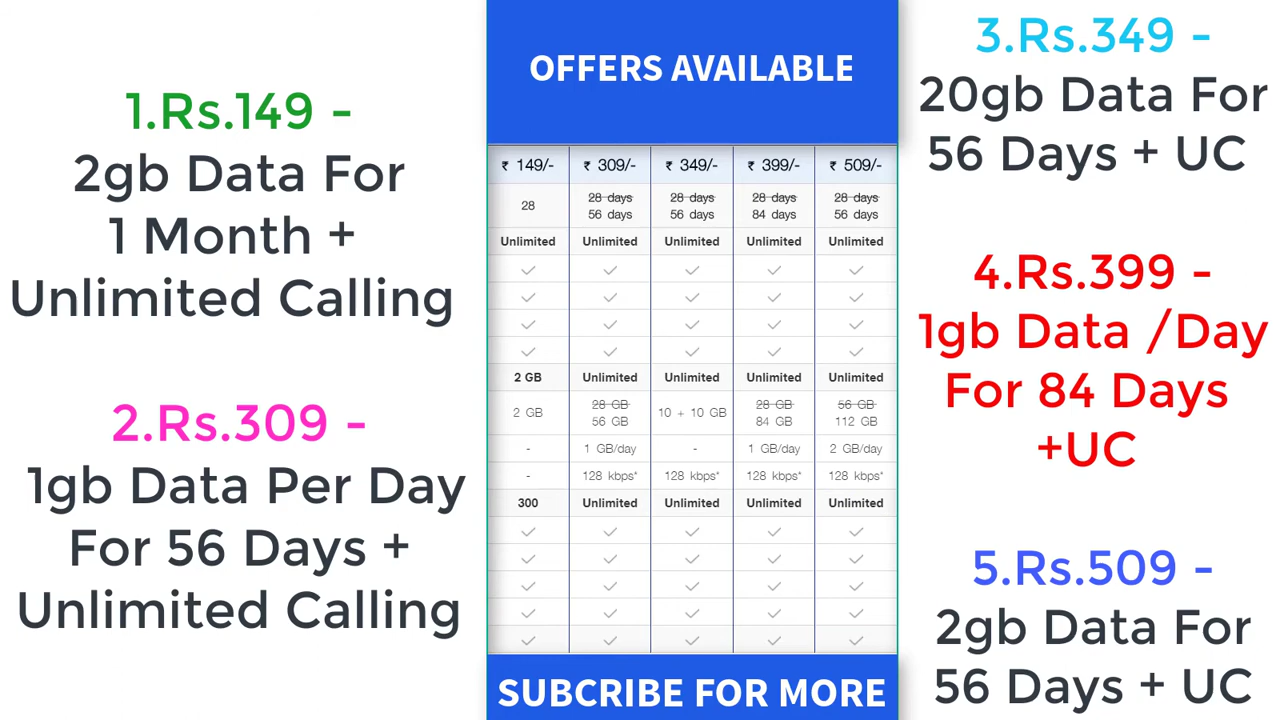 1.Rs.149 -
2gb Data For
1 Month +
Unlimited Calling
2.Rs.309 -
1gb Data Per Day
For 56 Days +
Unlimited Calling
OFFERS AVAILABLE
₹ 149/- ₹ 309/- ₹ 349/- ₹ 399/- ₹ 509/-
28 days 28 days 28 days 28 days
28 56 days 56 days 84 days 56 days
Unlimited Unlimited Unlimited Unlimited Unlimited
2 GB Unlimited Unlimited Unlimited Unlimited
28 GB 28 GB 56 GB
2 GB 56 GB 10 + 10 GB 84 GB 112 GB
- 1 GB/day - 1 GB/day 2 GB/day
- 128 kbps* 128 kbps* 128 kbps* 128 kbps*
300 Unlimited Unlimited Unlimited Unlimited
SUBCRIBE FOR MORE
3.Rs.349 -
20gb Data For
56 Days + UC
4.Rs.399 -
1gb Data /Day
For 84 Days
+UC
5.Rs.509 -
2gb Data For
56 Days + UC